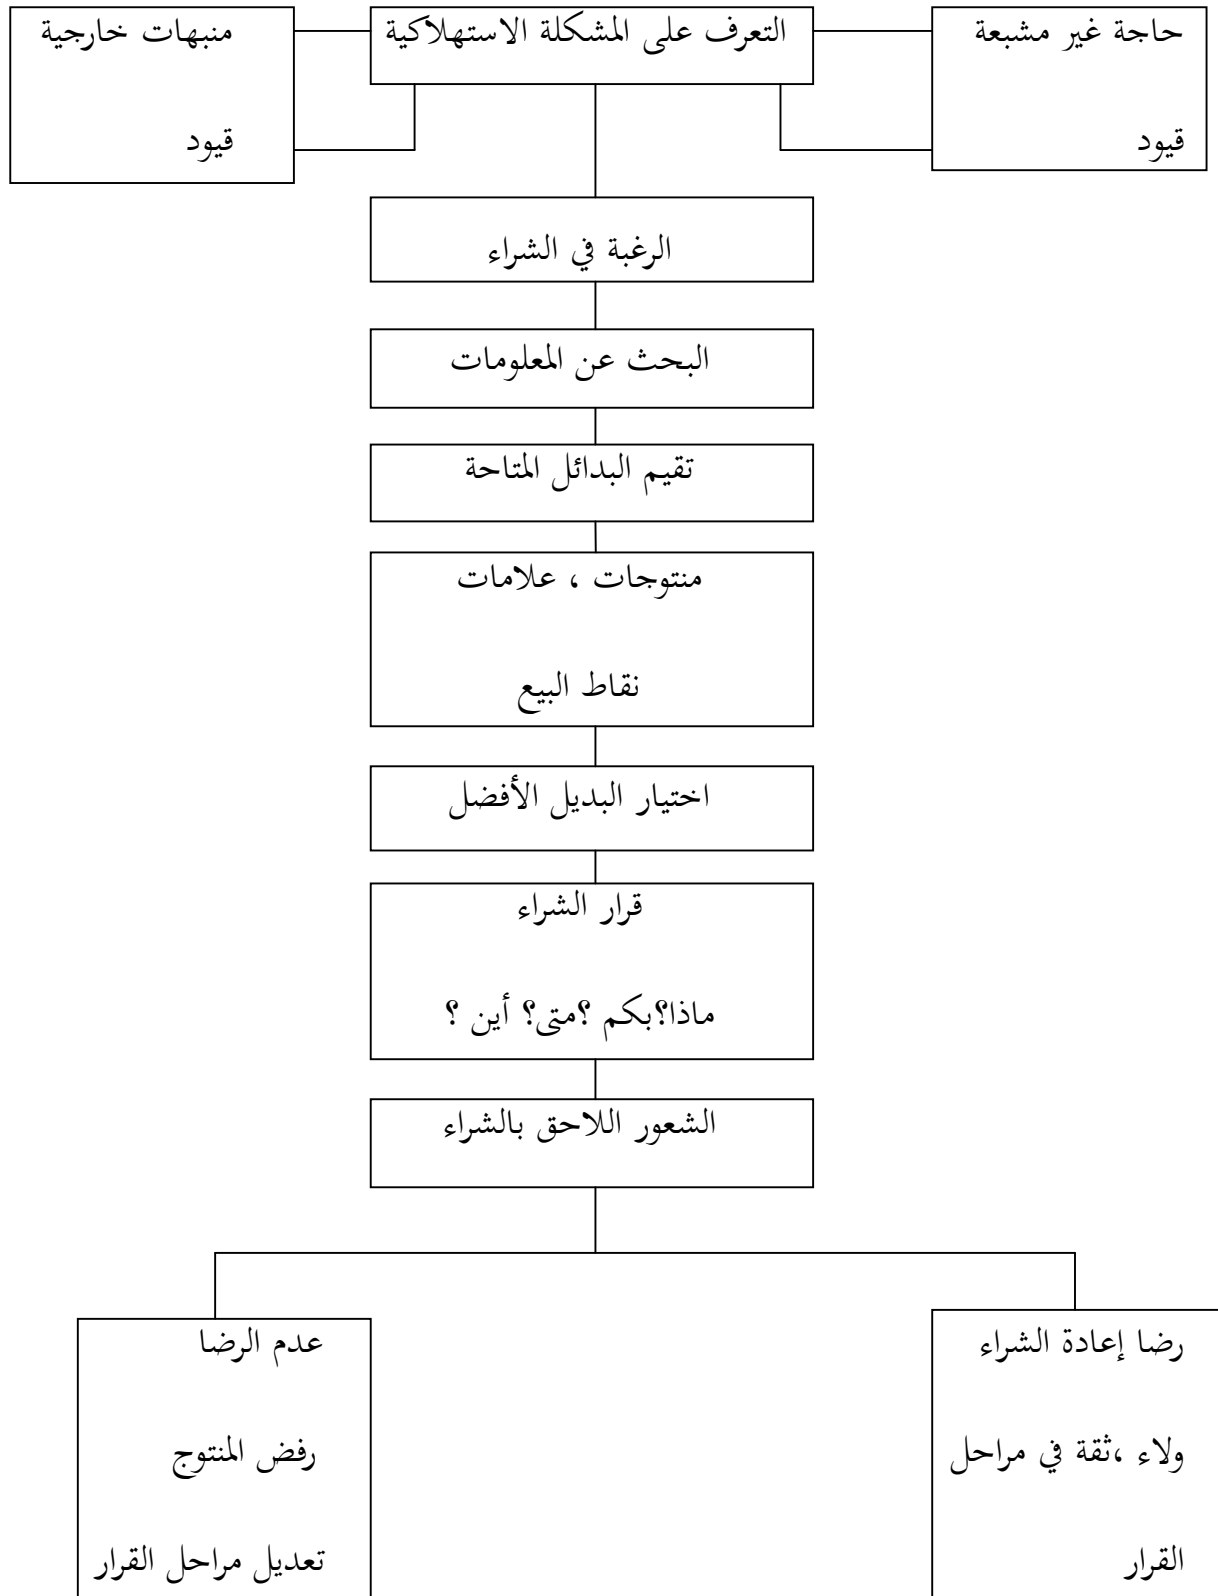 حاجة غير مشبعة
قيود
التعرف على المشكلة الاستهلاكية
منبهات خارجية
قيود
الرغبة في الشراء
البحث عن المعلومات
تقيم البدائل المتاحة
منتوجات ، علامات
نقاط البيع
اختيار البديل الأفضل
قرار الشراء
ماذا؟بكم ؟متى؟ أين ؟
الشعور اللاحق بالشراء
رضا إعادة الشراء
ولاء ،ثقة في مراحل
القرار
عدم الرضا
رفض المنتوج
تعديل مراحل القرار